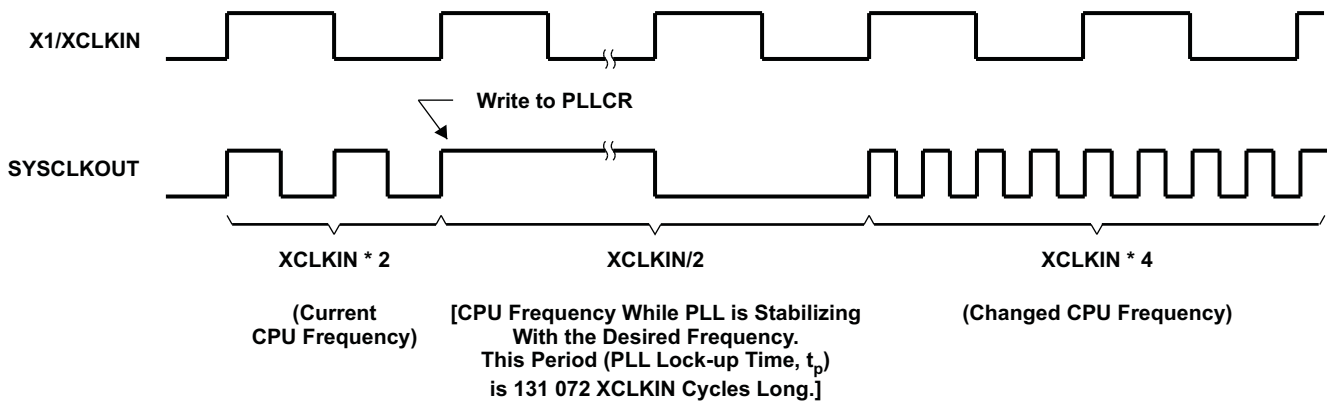 X1/XCLKIN
Write to PLLCR
SYSCLKOUT
XCLKIN * 2
XCLKIN/2
XCLKIN * 4
(Current
CPU Frequency)
[CPU Frequency While PLL is Stabilizing
With the Desired Frequency.
This Period (PLL Lock-up Time, tp)
is 131 072 XCLKIN Cycles Long.]
(Changed CPU Frequency)